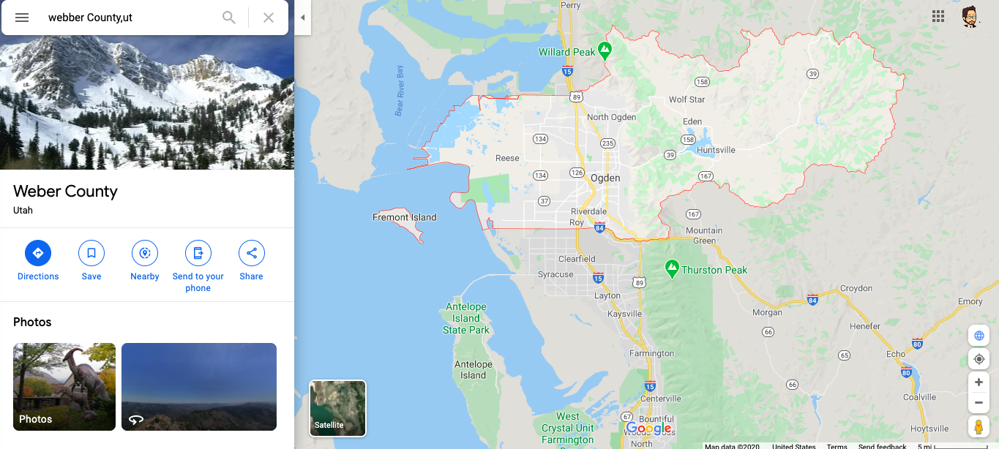 webber County,ut
Weber County
Utah
Directions
Save
Nearby
Send to your
phone
Share
Photos
Photos
Satellite
Perry
Willard Peak
15
Bear River Bay
89
158
39
Wolf Star
North Ogden
Eden
134
235
158
Huntsville
39
Reese
134
126
Ogden
167
37
Fremont Island
Riverdale
Roy
84
167
Mountain
Green
Clearfield
Thurston Peak
Syracuse
15
89
Layton
84
Croydon
Emory
Antelope
Island
State Park
Kaysville
Morgan
66
Henefer
80
Echo
Farmington
65
Antelope
Island
80
15
66
Centerville
Coalville
67
Bountiful
West
Crystal Unit
Farmington
Google
North
Hoytsville
Map data ©2020
United States
Terms
Send feedback
5 mi